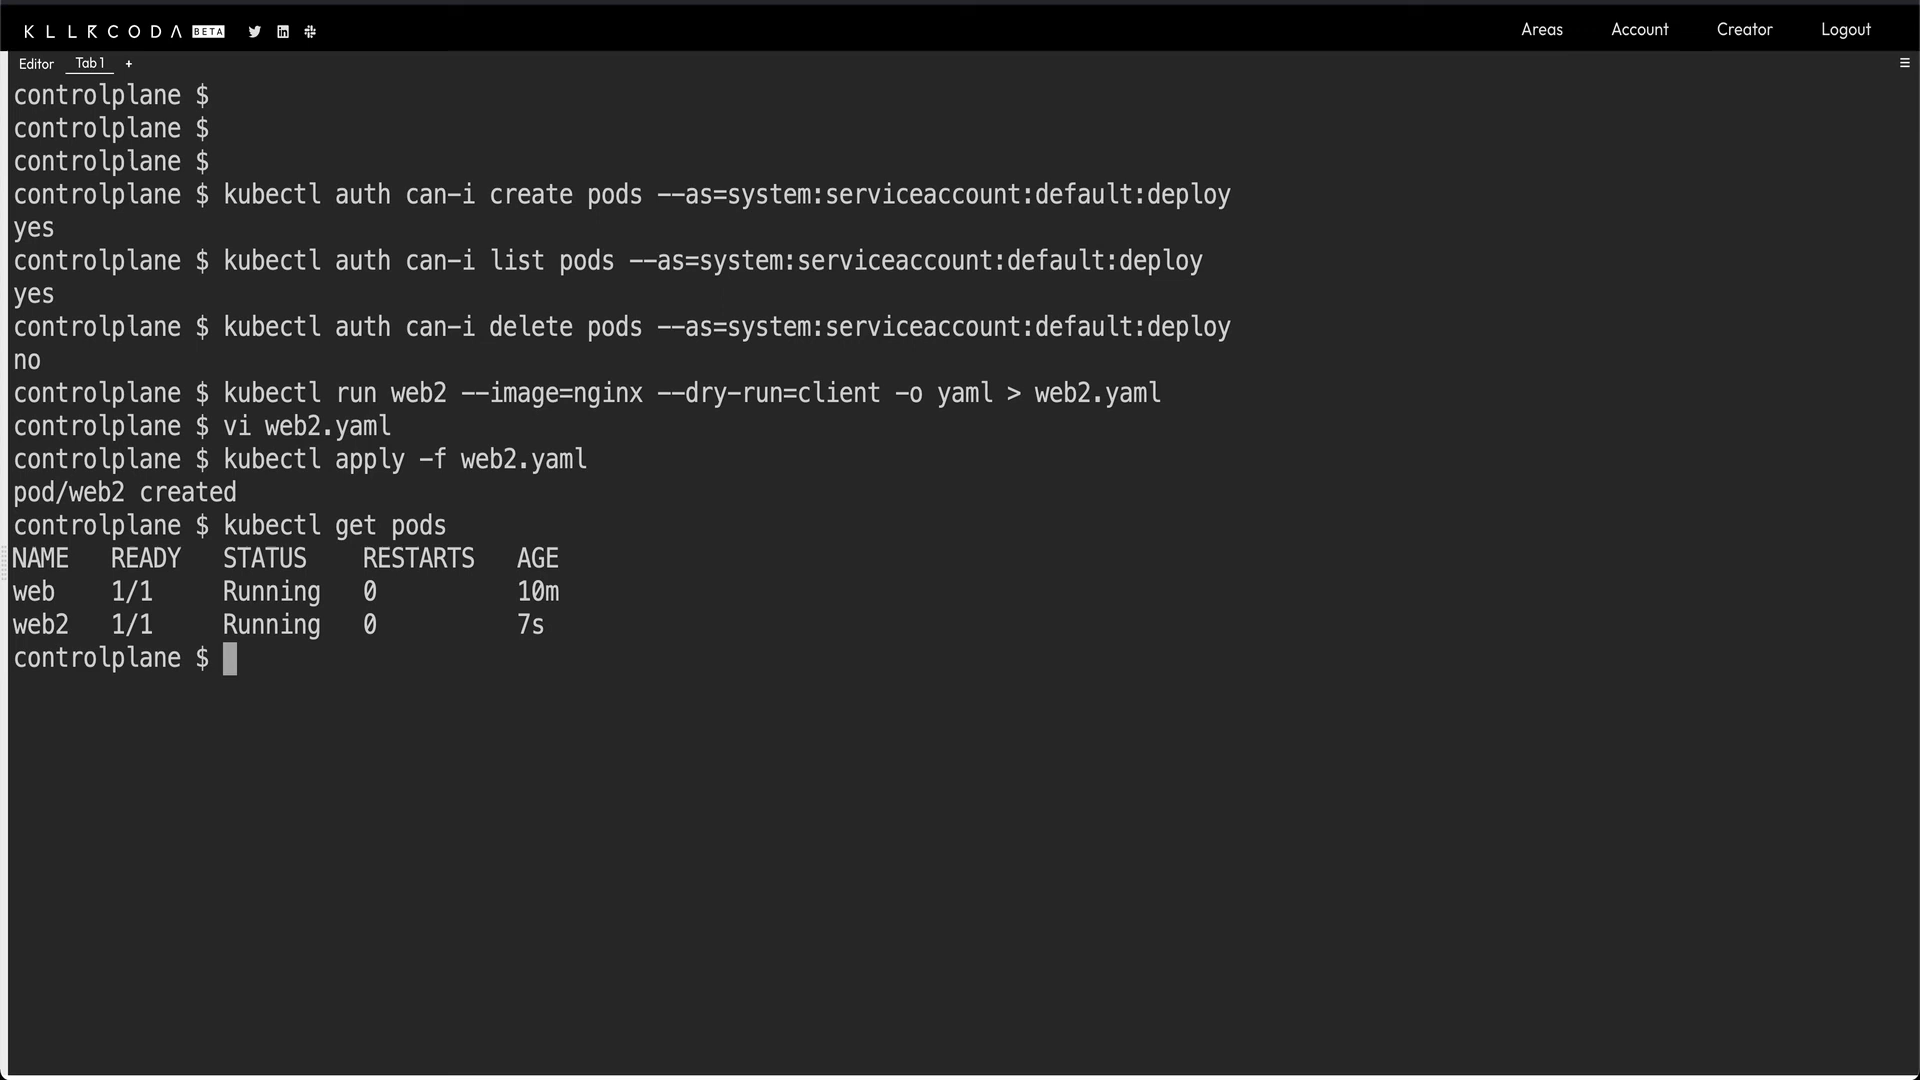 KLLRCODA BETA
Areas Account Creator Logout
Editor Tab 1 +
controlplane $
controlplane $
controlplane $
controlplane $ kubectl auth can-i create pods --as=system:serviceaccount:default:deploy
yes
controlplane $ kubectl auth can-i list pods --as=system:serviceaccount:default:deploy
yes
controlplane $ kubectl auth can-i delete pods --as=system:serviceaccount:default:deploy
no
controlplane $ kubectl run web2 --image=nginx --dry-run=client -o yaml > web2.yaml
controlplane $ vi web2.yaml
controlplane $ kubectl apply -f web2.yaml
pod/web2 created
controlplane $ kubectl get pods
NAME READY STATUS RESTARTS AGE
web 1/1 Running 0 10m
web2 1/1 Running 0 7s
controlplane $